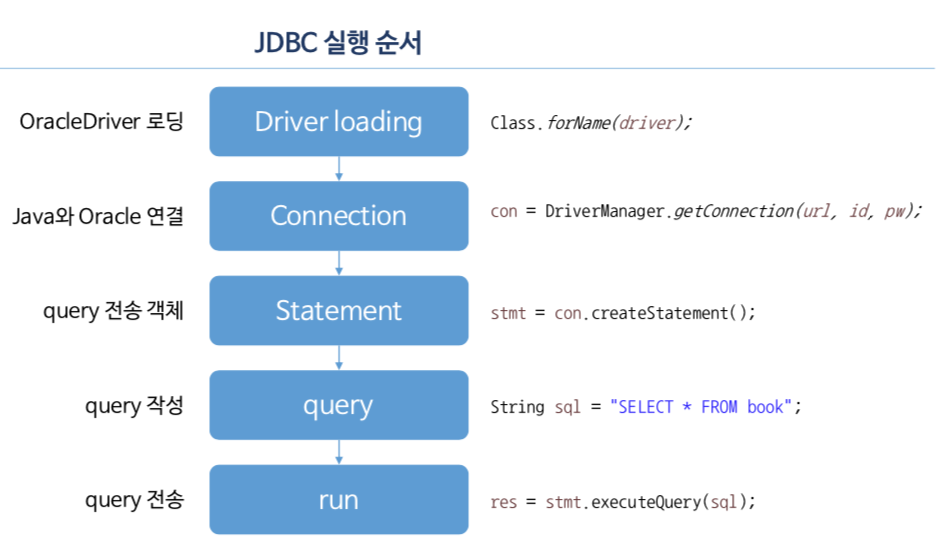 JDBC 실행 순서
OracleDriver 로딩
Driver loading
Class.forName(driver);
Java와 Oracle 연결
Connection
con = DriverManager.getConnection(url, id, pw);
query 전송 객체
Statement
stmt = con.createStatement();
query 작성
query
String sql = "SELECT * FROM book";
query 전송
run
res = stmt.executeQuery(sql);